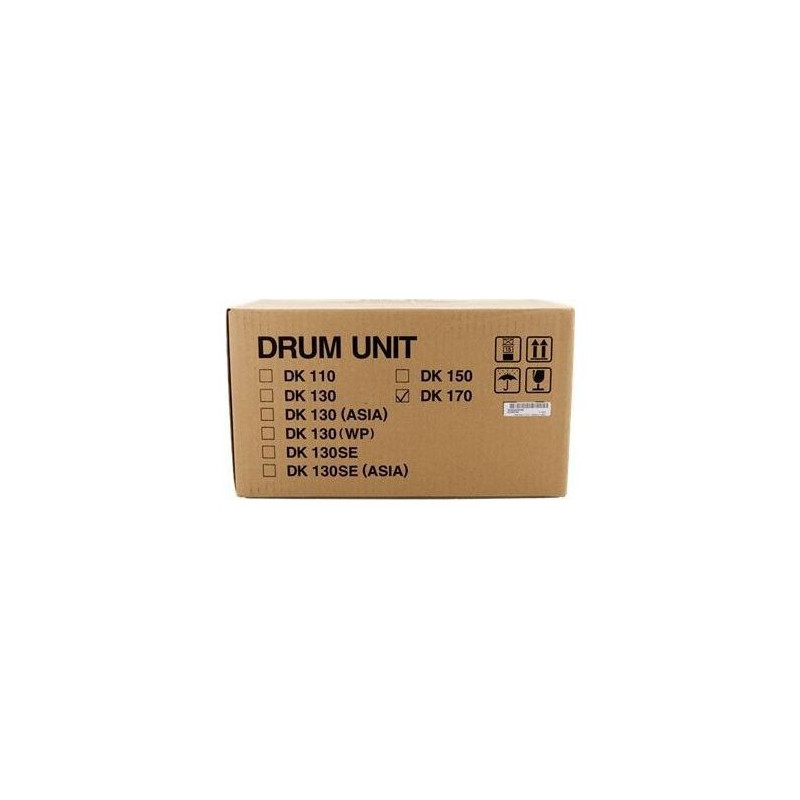 DRUM UNIT
DK 110
DK 150
DK 130
DK 170
DK 130 (ASIA)
DK 130 (WP)
DK 130SE
DK 130SE (ASIA)